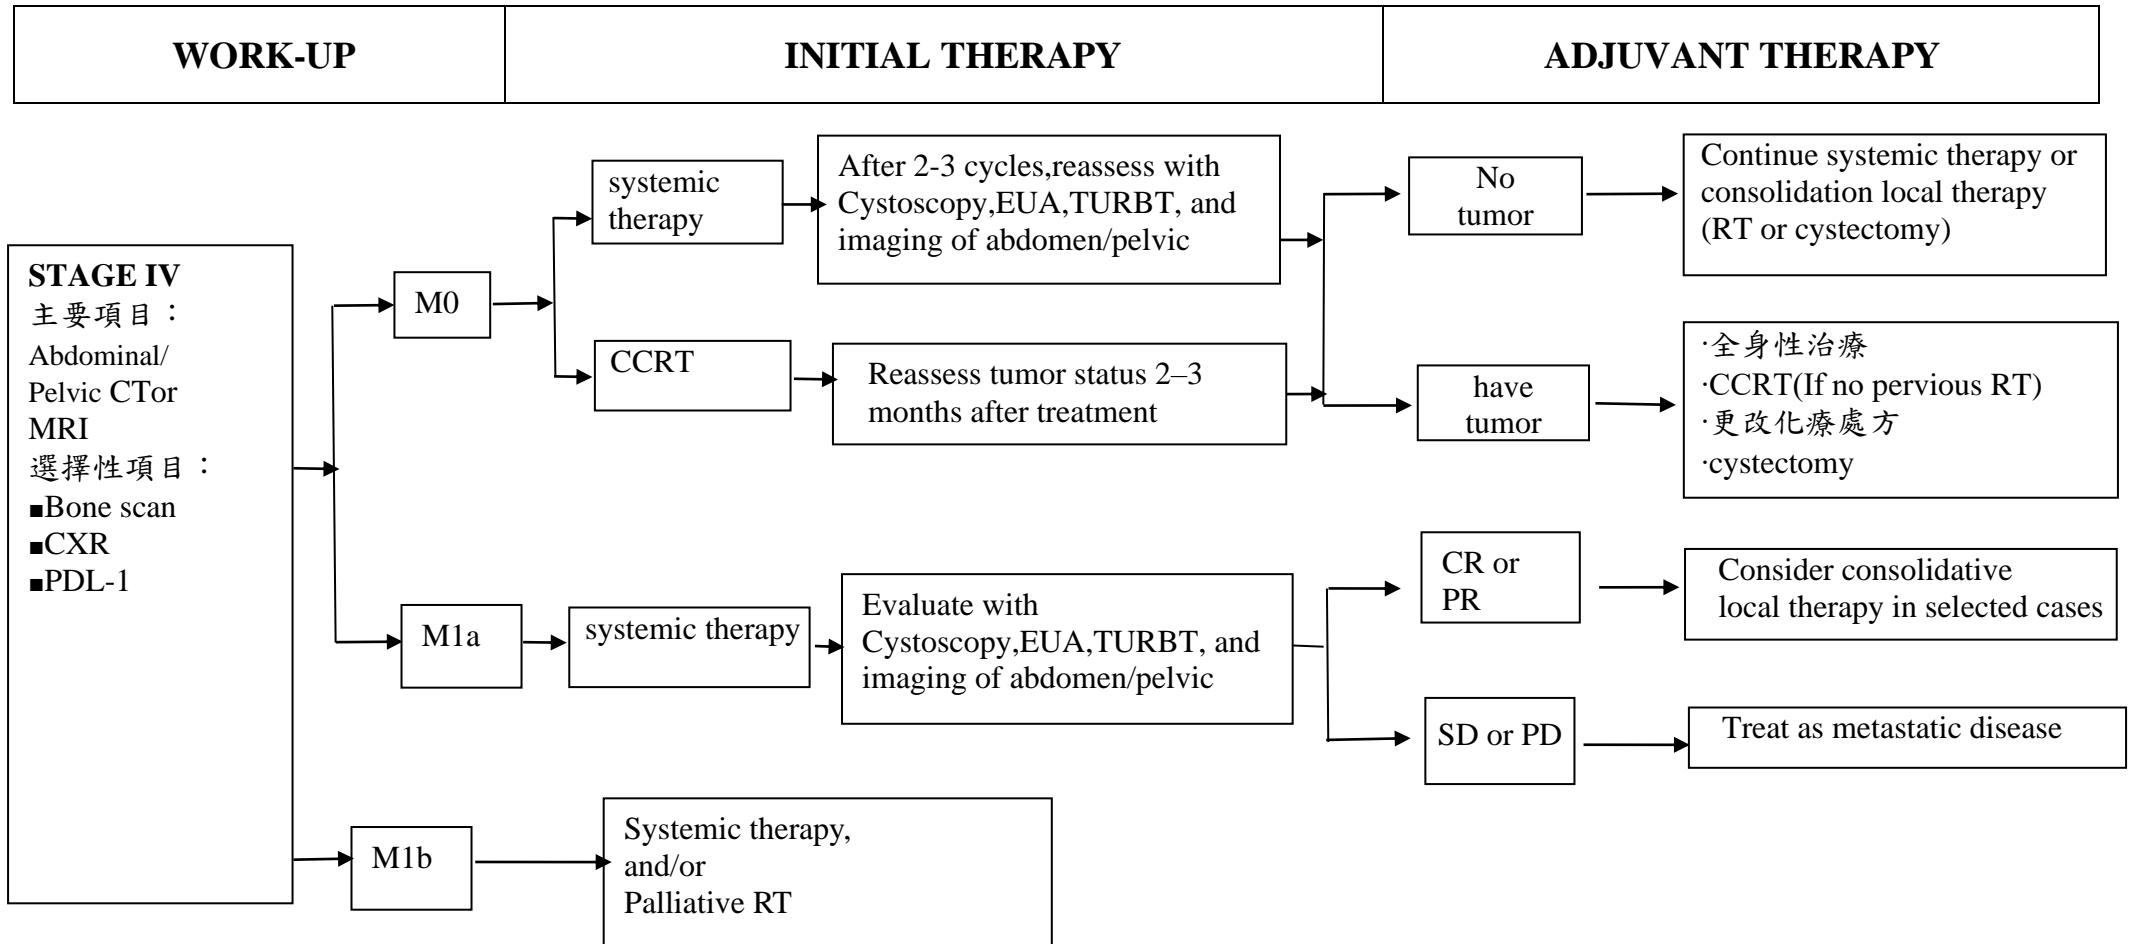 WORK-UP
INITIAL THERAPY
ADJUVANT THERAPY
STAGE IV
主要項目：
Abdominal/
Pelvic CTor
MRI
選擇性項目：
■Bone scan
■CXR
■PDL-1
M0
systemic
therapy
After 2-3 cycles,reassess with
Cystoscopy,EUA,TURBT, and
imaging of abdomen/pelvic
CCRT
Reassess tumor status 2–3
months after treatment
No
tumor
Continue systemic therapy or
consolidation local therapy
(RT or cystectomy)
have
tumor
·全身性治療
·CCRT(If no pervious RT)
·更改化療處方
·cystectomy
M1a
systemic therapy
Evaluate with
Cystoscopy,EUA,TURBT, and
imaging of abdomen/pelvic
CR or
PR
Consider consolidative
local therapy in selected cases
SD or PD
Treat as metastatic disease
M1b
Systemic therapy,
and/or
Palliative RT